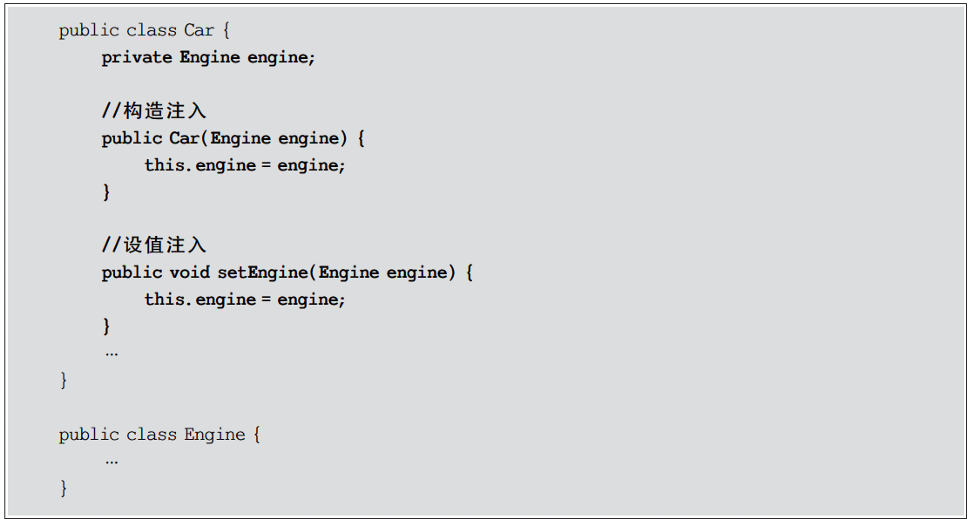 public class Car {
private Engine engine;
//构造注入
public Car(Engine engine) {
this.engine = engine;
}
//设值注入
public void setEngine(Engine engine) {
this.engine = engine;
}
…
}
public class Engine {
…
}